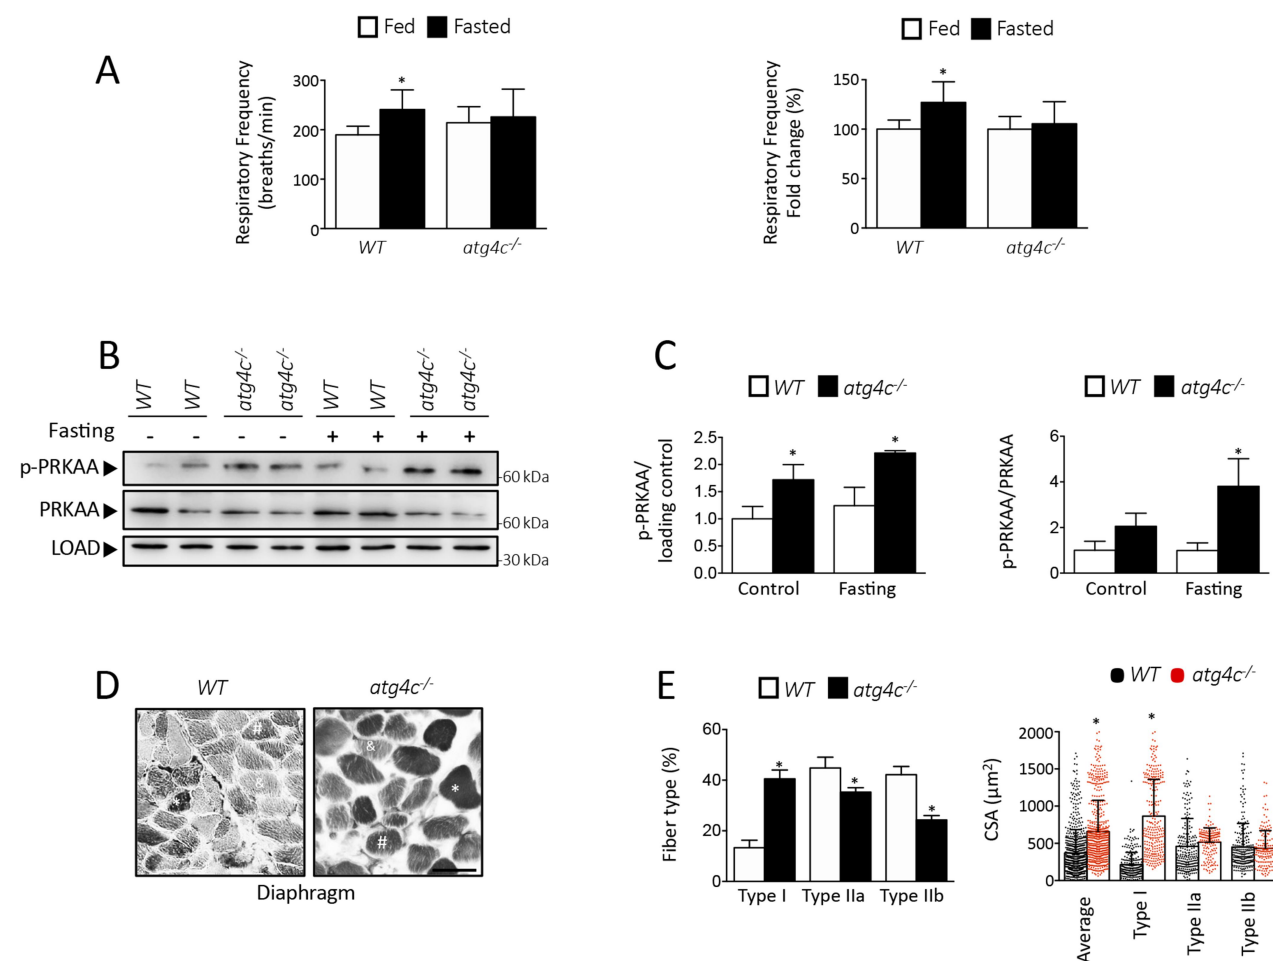 Fed Fasted
Fed Fasted
A
Respiratory Frequency
(breaths/min)
300
200
100
0
*
WT
atg4c-/-
Respiratory Frequency
Fold change (%)
150
100
50
0
*
WT
atg4c-/-
B
WT WT atg4c-/- atg4c-/- WT WT atg4c-/- atg4c-/-
Fasting - - - - + + + +
p-PRKAA
-60 kDa
PRKAA
-60 kDa
LOAD
-30 kDa
C
WT atg4c-/-
p-PRKAA/
loading control
2.5
2.0
1.5
1.0
0.5
0.0
*
*
Control
Fasting
WT atg4c-/-
p-PRKAA/PRKAA
6
4
2
0
*
Control
Fasting
D
WT
atg4c-/-
#
&
*
&
*
#
Diaphragm
E
WT atg4c-/-
Fiber type (%)
60
40
20
0
*
*
*
Type I
Type IIa
Type IIb
WT atg4c-/-
CSA (µm²)
2000
1500
1000
500
0
*
*
Average
Type I
Type IIa
Type IIb